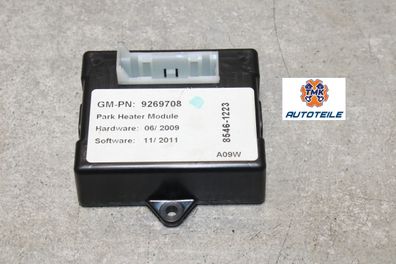 GM-PN: 9269708
Park Heater Module
Hardware: 06/ 2009
Software: 11/ 2011
8546-1223
A09W
TMK
AUTOTEILE